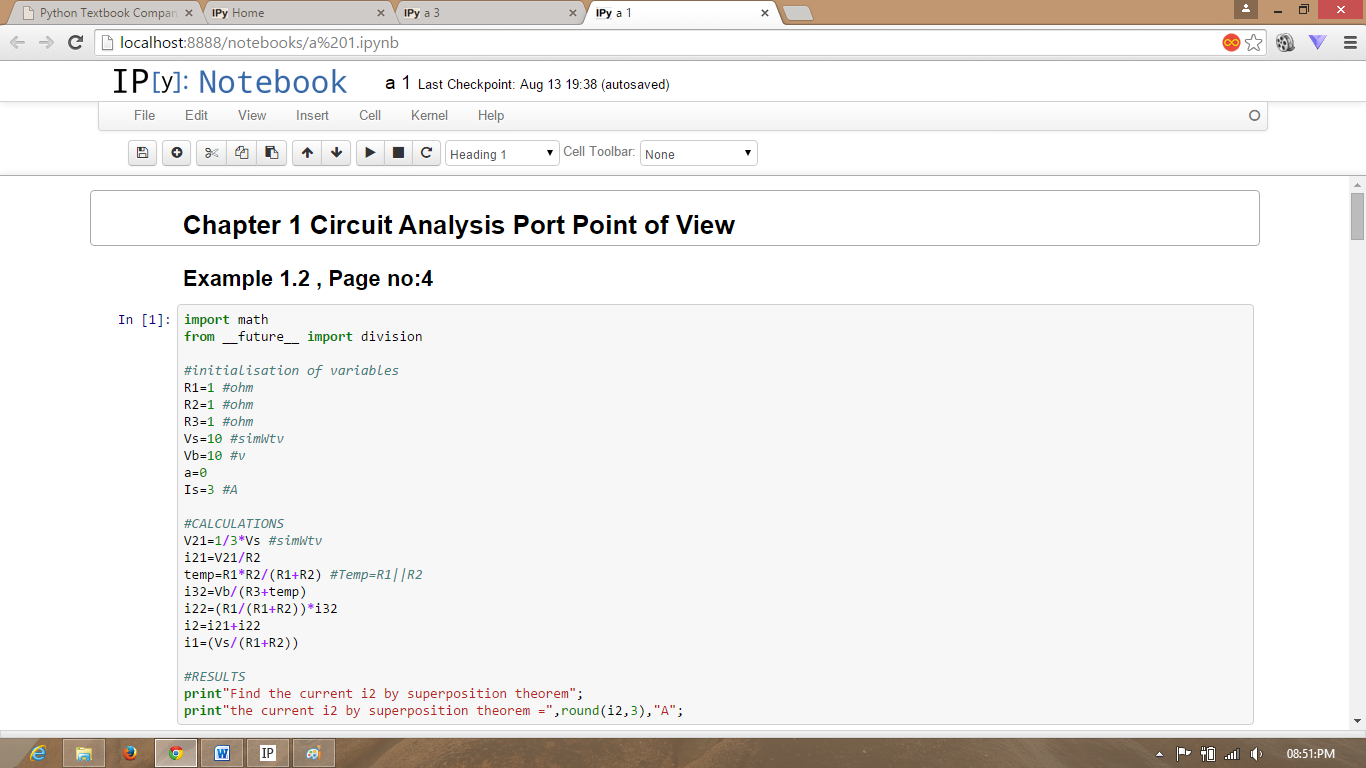 Python Textbook Compan
IPy Home
IPy a 3
IPy a 1
localhost:8888/notebooks/a%201.ipynb
IP[y]: Notebook
a 1 Last Checkpoint: Aug 13 19:38 (autosaved)
File Edit View Insert Cell Kernel Help
Heading 1
Cell Toolbar: None
Chapter 1 Circuit Analysis Port Point of View
Example 1.2 , Page no:4
In [1]:
import math
from __future__ import division
#initialisation of variables
R1=1 #ohm
R2=1 #ohm
R3=1 #ohm
Vs=10 #simWtv
Vb=10 #v
a=0
Is=3 #A
#CALCULATIONS
V21=1/3*Vs #simWtv
i21=V21/R2
temp=R1*R2/(R1+R2) #Temp=R1||R2
i32=Vb/(R3+temp)
i22=(R1/(R1+R2))*i32
i2=i21+i22
i1=(Vs/(R1+R2))
#RESULTS
print"Find the current i2 by superposition theorem";
print"the current i2 by superposition theorem =",round(i2,3),"A";
IP
08:51:PM